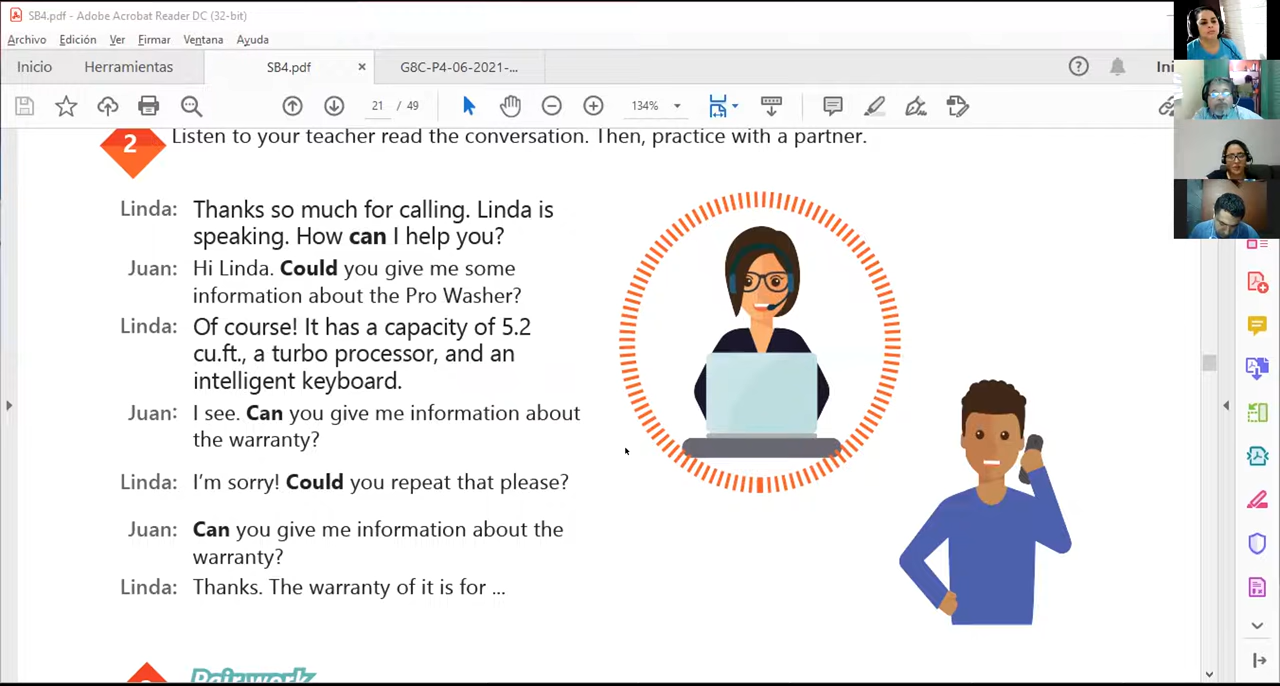 SB4.pdf - Adobe Acrobat Reader DC (32-bit)
Archivo Edición Ver Firmar Ventana Ayuda
Inicio Herramientas SB4.pdf × G8C-P4-06-2021-... ? Ini
21 / 49 134%
2 Listen to your teacher read the conversation. Then, practice with a partner.
Linda: Thanks so much for calling. Linda is
speaking. How can I help you?
Juan: Hi Linda. Could you give me some
information about the Pro Washer?
Linda: Of course! It has a capacity of 5.2
cu.ft., a turbo processor, and an
intelligent keyboard.
Juan: I see. Can you give me information about
the warranty?
Linda: I'm sorry! Could you repeat that please?
Juan: Can you give me information about the
warranty?
Linda: Thanks. The warranty of it is for ...
Pair work